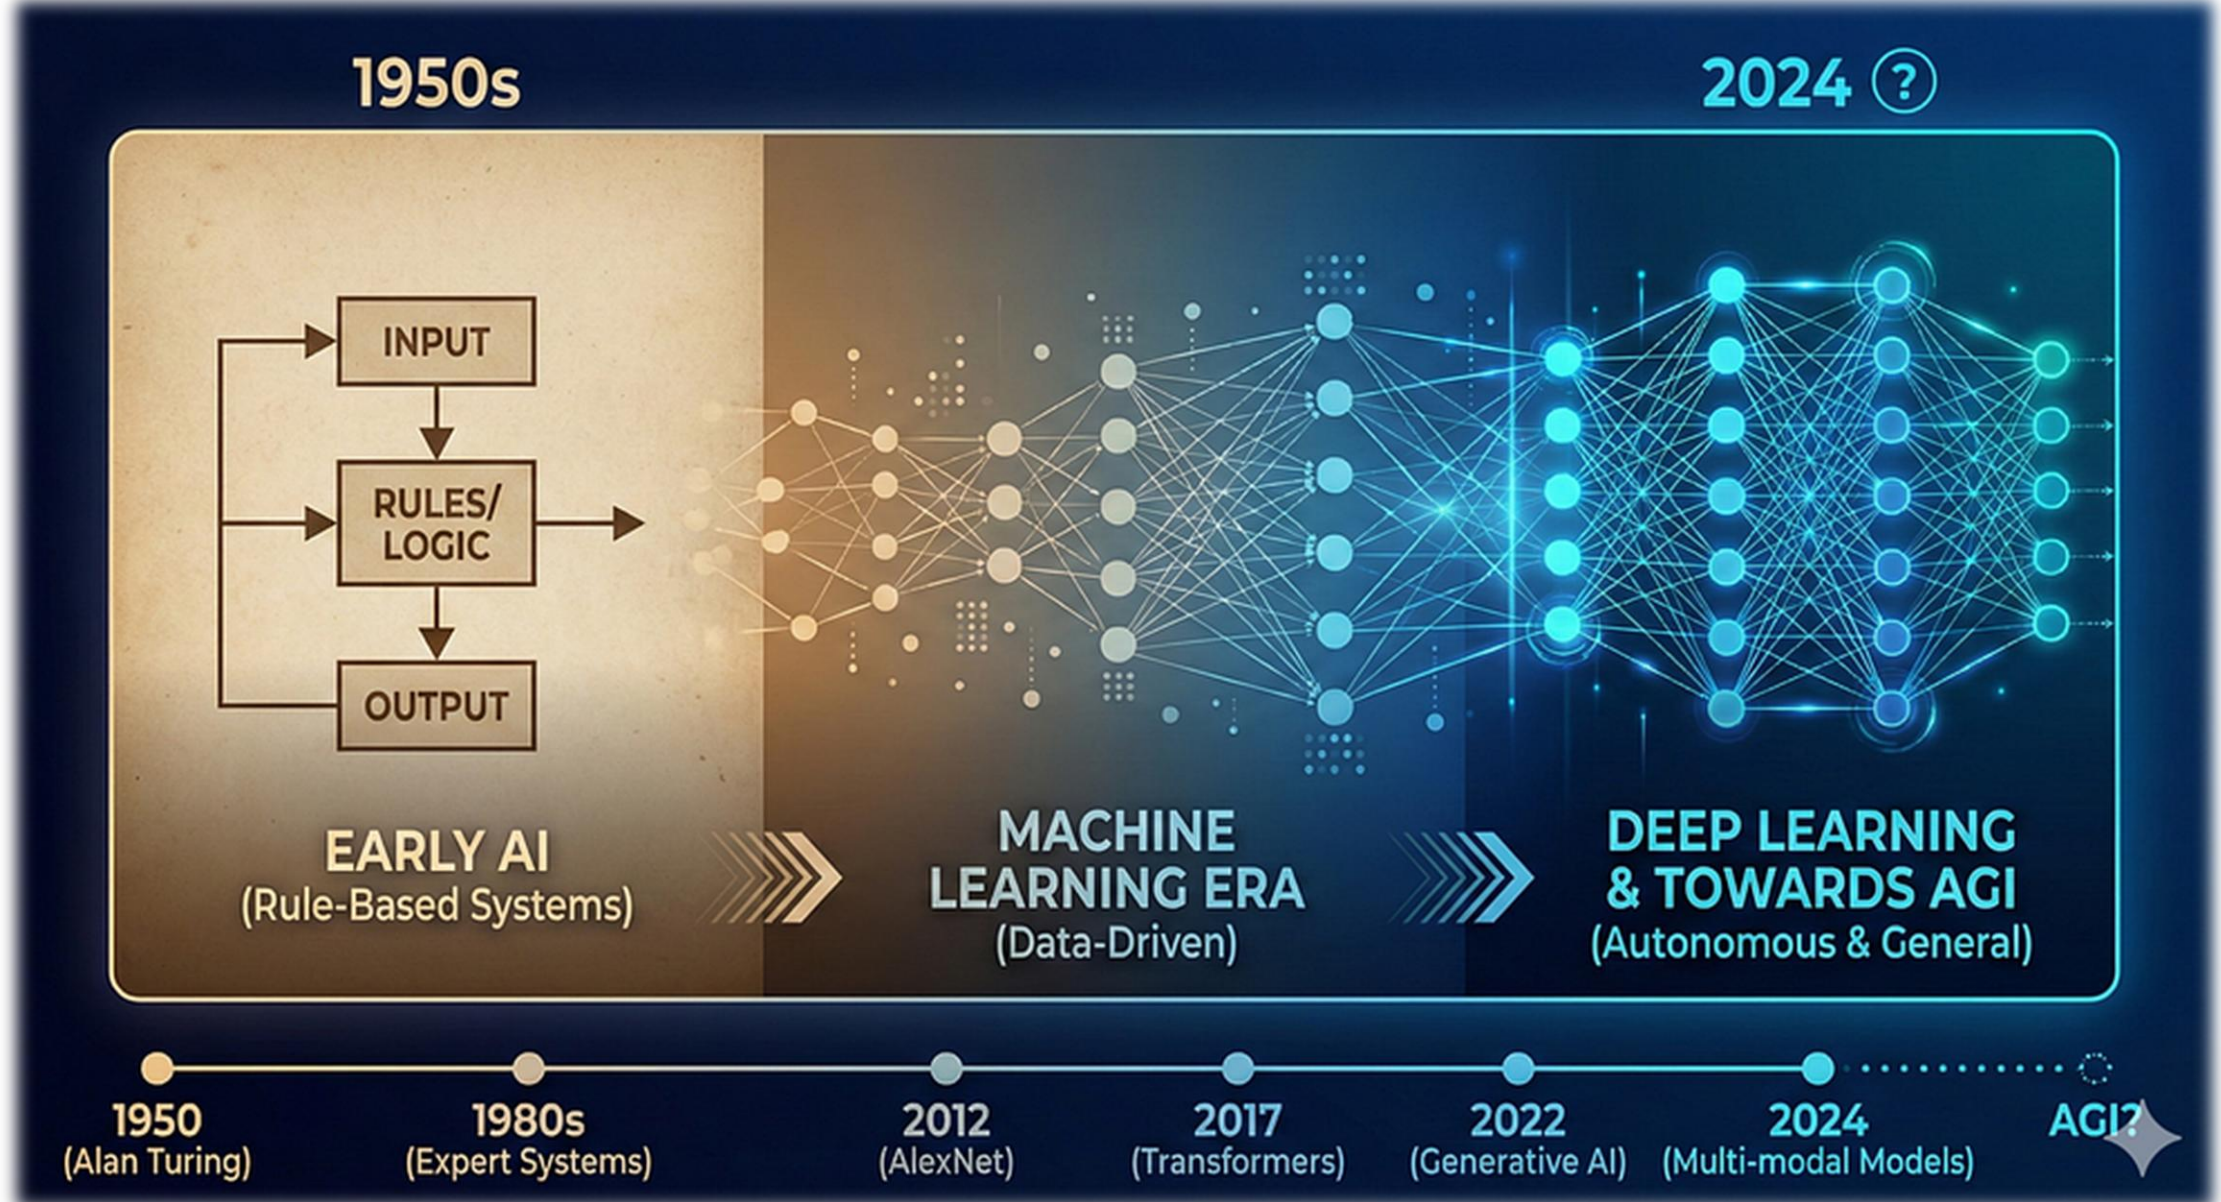 1950s
2024 ?
INPUT
RULES/
LOGIC
OUTPUT
EARLY AI
(Rule-Based Systems)
MACHINE
LEARNING ERA
(Data-Driven)
DEEP LEARNING
& TOWARDS AGI
(Autonomous & General)
1950
(Alan Turing)
1980s
(Expert Systems)
2012
(AlexNet)
2017
(Transformers)
2022
(Generative AI)
2024
(Multi-modal Models)
AGI?